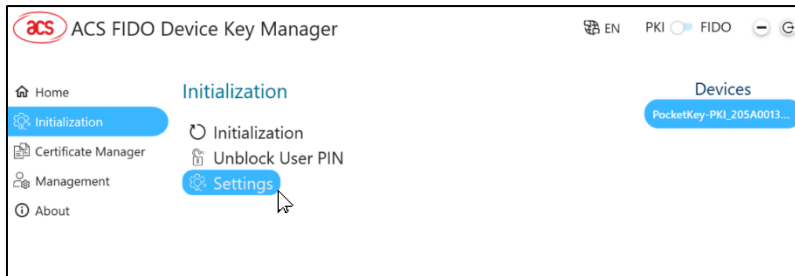 acs ACS FIDO Device Key Manager EN PKI FIDO
Home
Initialization
Certificate Manager
Management
About
Initialization
Initialization
Unblock User PIN
Settings
Devices
PocketKey-PKI_205A0013...